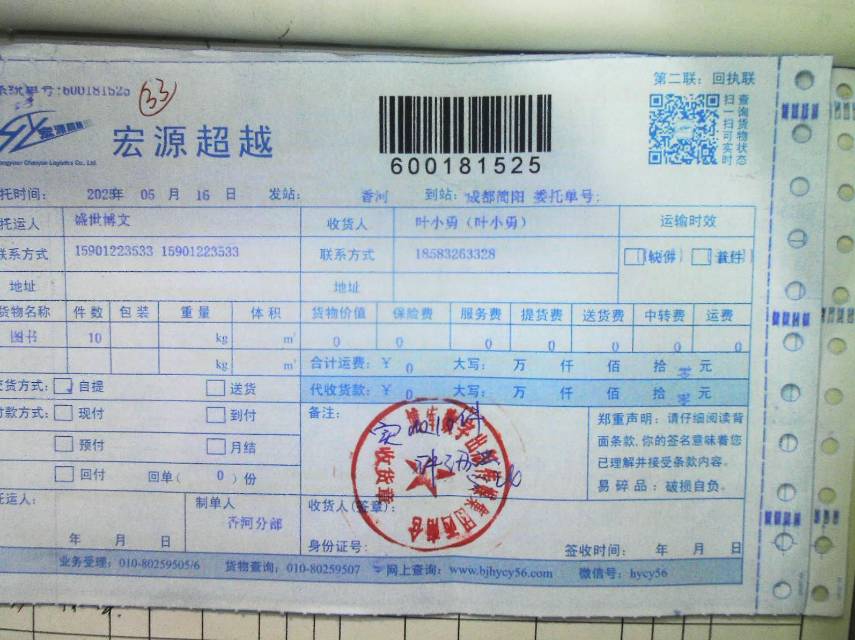 第二联：回执联
单号:600181525
33
宏源超越
扫一扫可实时
查询货物状态
600181525
托时间： 2023年 05 月 16 日 发站： 香河 到站： 成都简阳 委托单号：
托运人 盛世博文 收货人 叶小勇（叶小勇） 运输时效
联系方式 15901223533 15901223533 联系方式 18583263328
地址 地址
货物名称 件数 包装 重量 体积 货物价值 保险费 服务费 提货费 送货费 中转费 运费
图书 10 kg m³ 0 0 0 0 0 0 0
kg m³ 合计运费：￥ 0 大写： 万 仟 佰 拾 零 元
交货方式： 自提 送货 代收货款：￥ 0 大写： 万 仟 佰 拾 零 元
付款方式： 现付 到付 备注： 郑重声明：请仔细阅读背
预付 月结 面条款，你的签名意味着您
回付 回单（ 0 ）份 已理解并接受条款内容。
易碎品：破损自负。
收货章
托运人： 制单人 收货人（签章）：
香河分部
年 月 日 身份证号： 签收时间： 年 月 日
业务受理：010-80259505/6 货物查询：010-80259507 网上查询：www.bjhycy56.com 微信号：hycy56